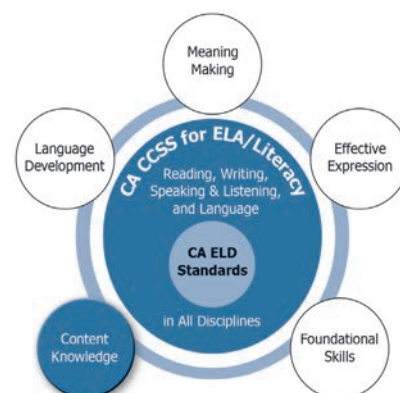 Meaning
Making
Language
Development
Effective
Expression
CA CCSS for ELA/Literacy
Reading, Writing,
Speaking & Listening,
and Language
CA ELD
Standards
in All Disciplines
Content
Knowledge
Foundational
Skills